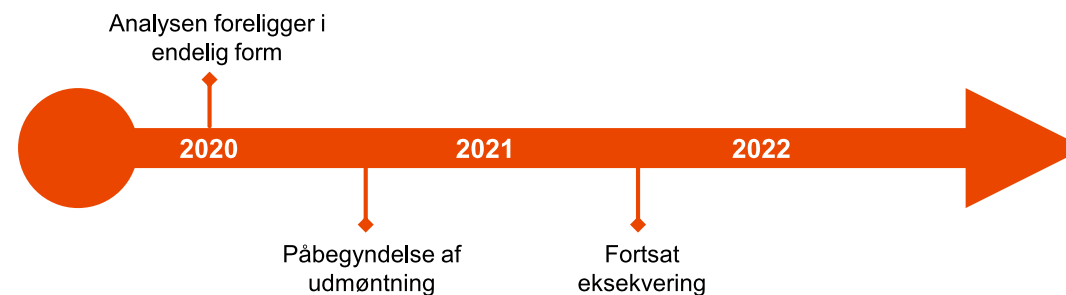 Analysen foreligger i
endelig form
2020
2021
2022
Påbegyndelse af
udmøntning
Fortsat
eksekvering